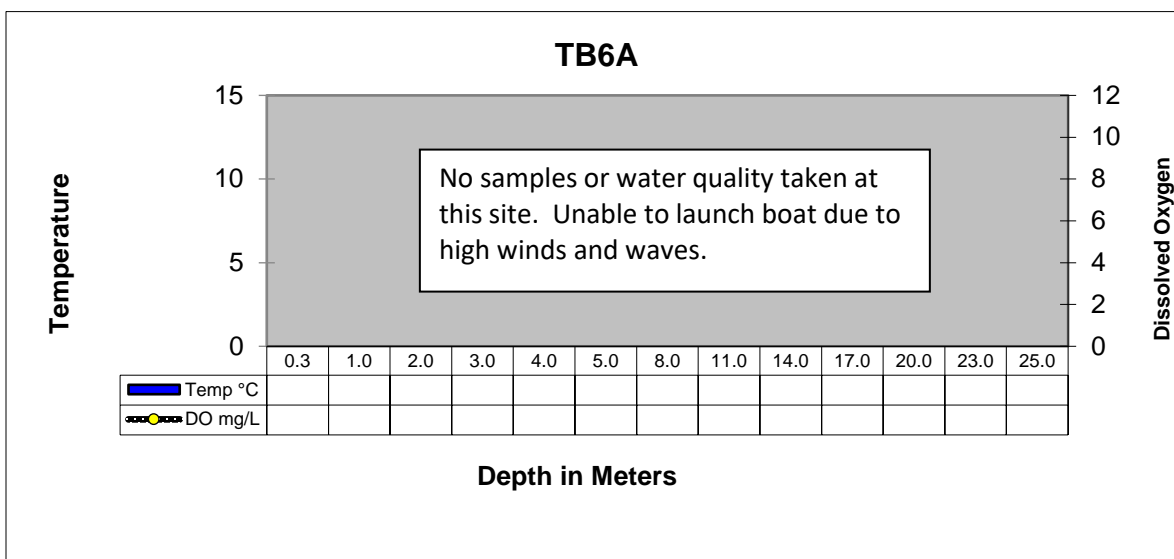 TB6A
15
10
5
0
Temperature
12
10
8
6
4
2
0
Dissolved Oxygen
No samples or water quality taken at
this site.  Unable to launch boat due to
high winds and waves.
0.3 1.0 2.0 3.0 4.0 5.0 8.0 11.0 14.0 17.0 20.0 23.0 25.0
Temp °C
DO mg/L
Depth in Meters